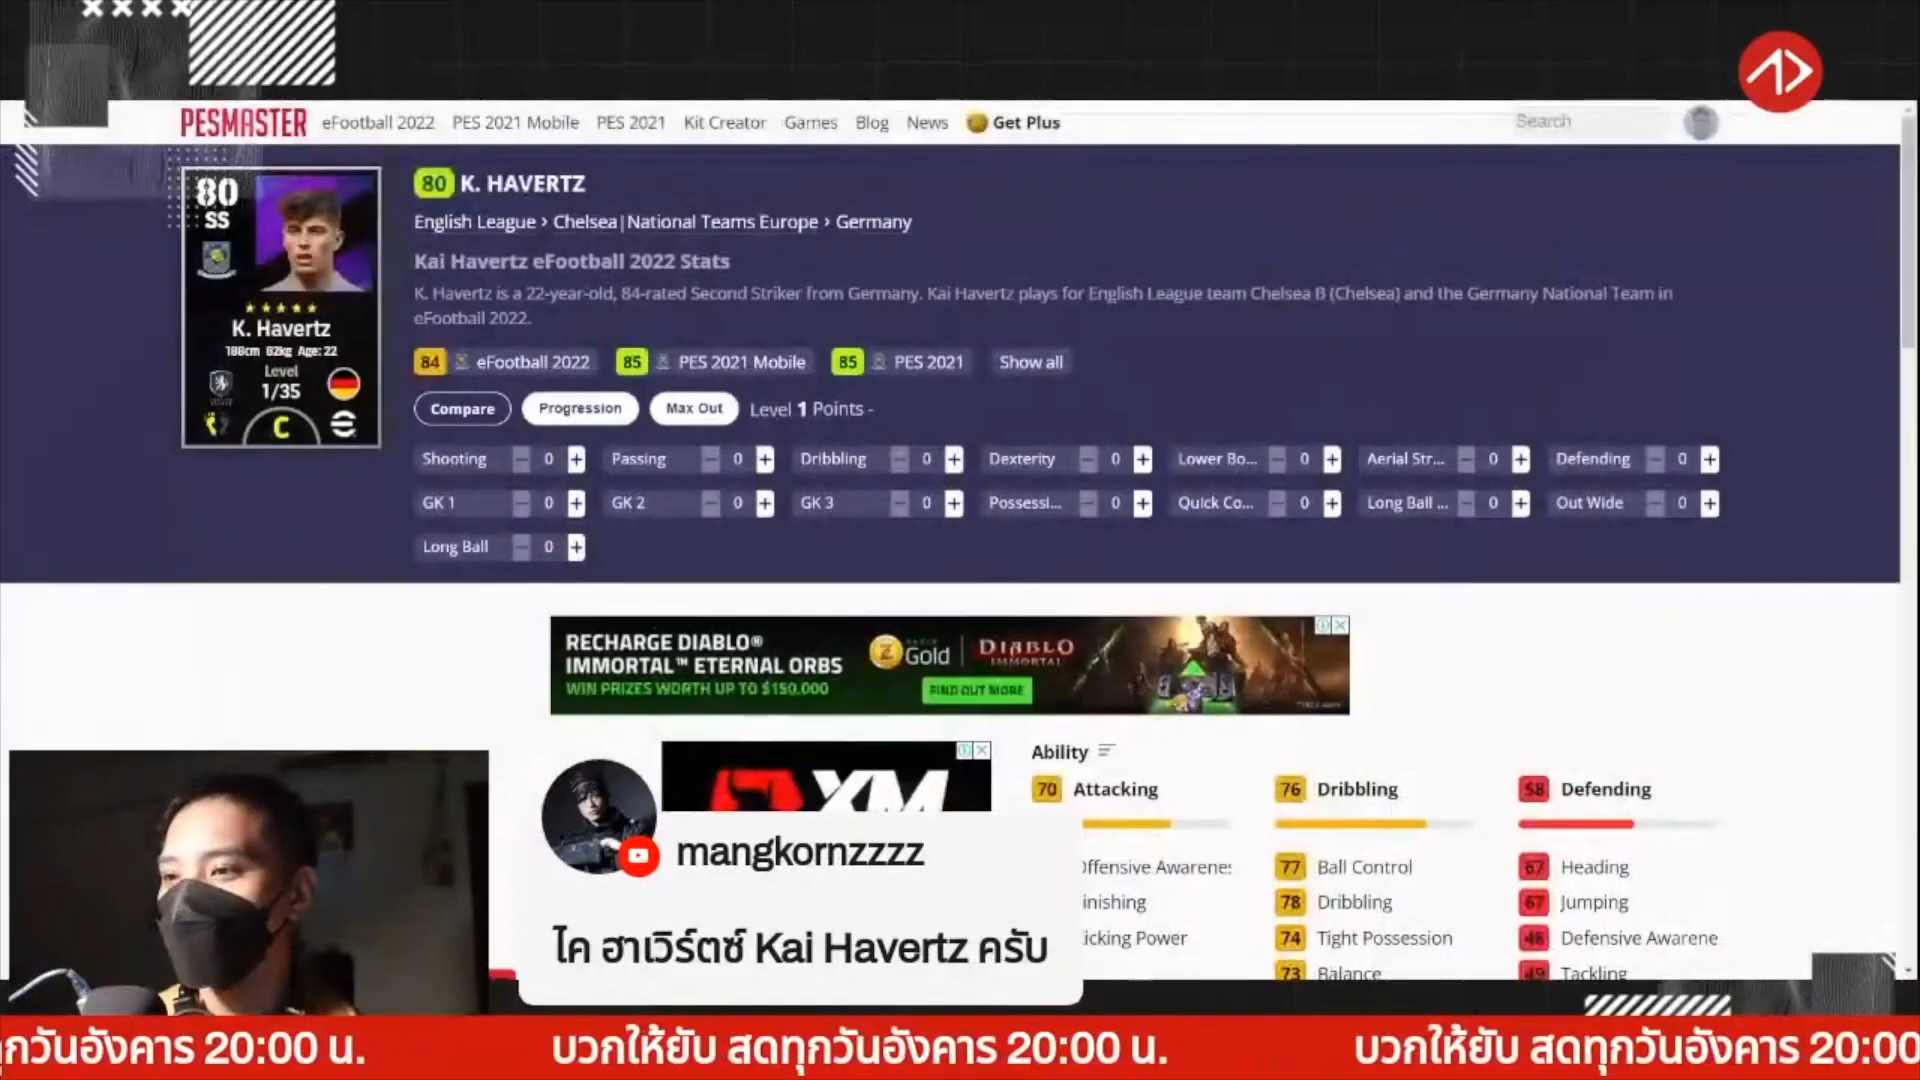 PESMASTER eFootball 2022 PES 2021 Mobile PES 2021 Kit Creator Games Blog News Get Plus Search
80
SS
K. Havertz
188cm 82kg Age: 22
Level
1/35
C
80 K. HAVERTZ
English League › Chelsea|National Teams Europe › Germany
Kai Havertz eFootball 2022 Stats
K. Havertz is a 22-year-old, 84-rated Second Striker from Germany. Kai Havertz plays for English League team Chelsea B (Chelsea) and the Germany National Team in
eFootball 2022.
84 eFootball 2022 85 PES 2021 Mobile 85 PES 2021 Show all
Compare Progression Max Out Level 1 Points -
Shooting − 0 + Passing − 0 + Dribbling − 0 + Dexterity − 0 + Lower Bo... − 0 + Aerial Str... − 0 + Defending − 0 +
GK 1 − 0 + GK 2 − 0 + GK 3 − 0 + Possessi... − 0 + Quick Co... − 0 + Long Ball ... − 0 + Out Wide − 0 +
Long Ball − 0 +
RECHARGE DIABLO®
IMMORTAL™ ETERNAL ORBS
WIN PRIZES WORTH UP TO $150,000
Gold
DIABLO
IMMORTAL
FIND OUT MORE
XM
Ability
70 Attacking 76 Dribbling 58 Defending
Offensive Awarenes 77 Ball Control 67 Heading
inishing 78 Dribbling 67 Jumping
icking Power 74 Tight Possession 48 Defensive Awarene
73 Balance 49 Tackling
mangkornzzzz
ไค ฮาเวิร์ตซ์ Kai Havertz ครับ
ทุกวันอังคาร 20:00 น. บวกให้ยับ สดทุกวันอังคาร 20:00 น. บวกให้ยับ สดทุกวันอังคาร 20:00